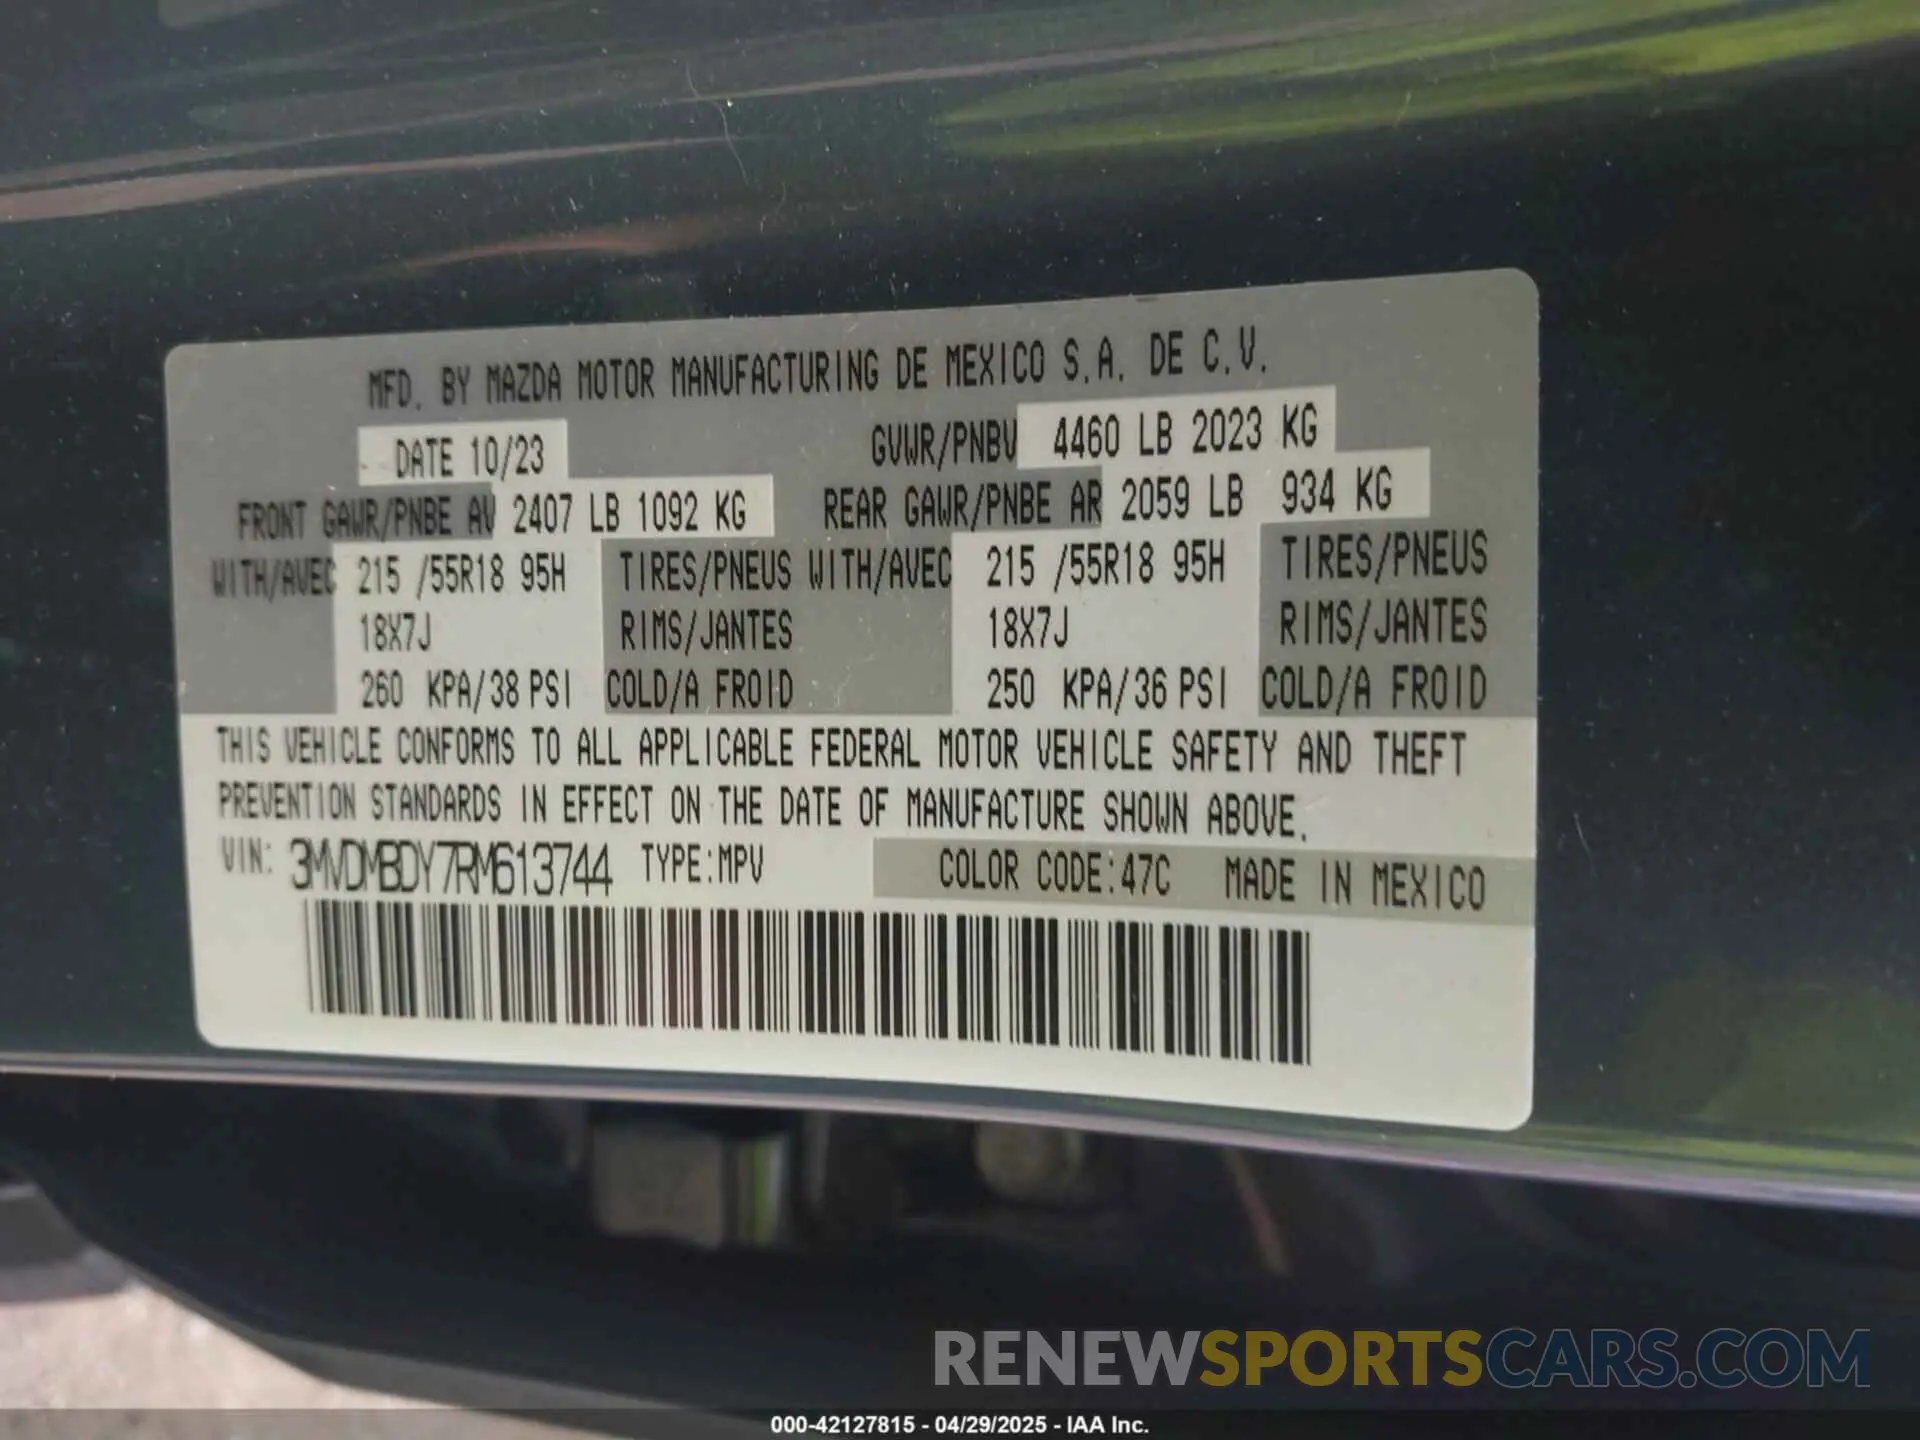 MFD. BY MAZDA MOTOR MANUFACTURING DE MEXICO S.A. DE C.V.
DATE 10/23 GVWR/PNBV 4460 LB 2023 KG
FRONT GAWR/PNBE AV 2407 LB 1092 KG REAR GAWR/PNBE AR 2059 LB 934 KG
WITH/AVEC 215 /55R18 95H TIRES/PNEUS WITH/AVEC 215 /55R18 95H TIRES/PNEUS
18X7J RIMS/JANTES 18X7J RIMS/JANTES
260 KPA/38 PSI COLD/A FROID 250 KPA/36 PSI COLD/A FROID
THIS VEHICLE CONFORMS TO ALL APPLICABLE FEDERAL MOTOR VEHICLE SAFETY AND THEFT
PREVENTION STANDARDS IN EFFECT ON THE DATE OF MANUFACTURE SHOWN ABOVE.
VIN: 3MVDMBDY7RM613744 TYPE:MPV COLOR CODE:47C MADE IN MEXICO
RENEWSPORTSCARS.COM
000-42127815 - 04/29/2025 - IAA Inc.